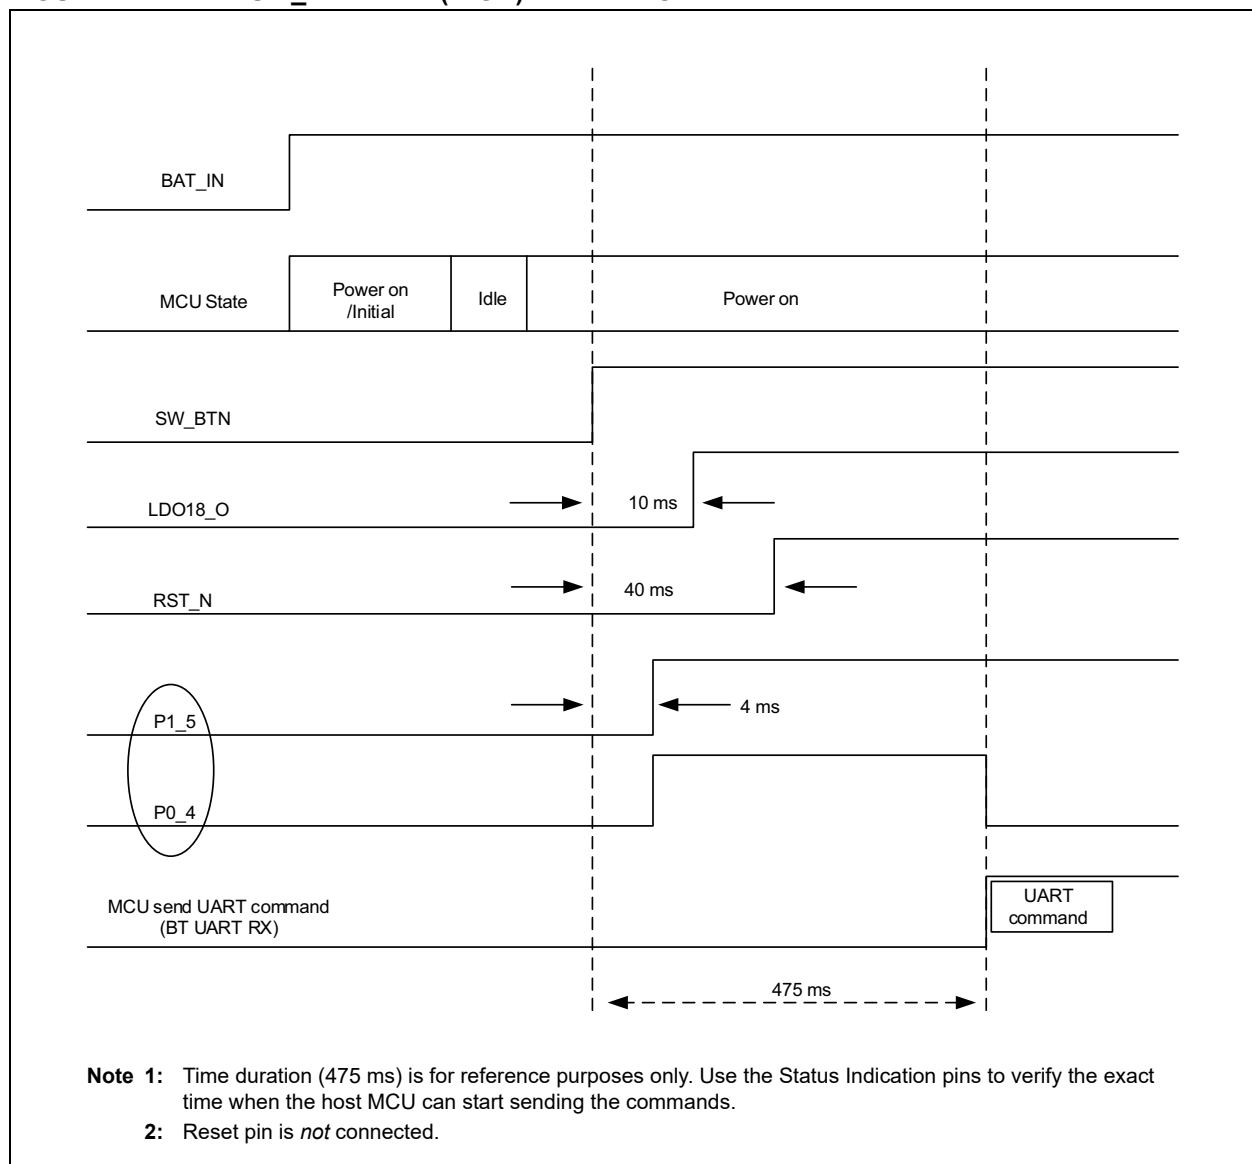 BAT_IN
MCU State
Power on
/Initial
Idle
Power on
SW_BTN
LDO18_O
10 ms
RST_N
40 ms
P1_5
4 ms
P0_4
MCU send UART command
(BT UART RX)
UART
command
475 ms
Note 1: Time duration (475 ms) is for reference purposes only. Use the Status Indication pins to verify the exact
time when the host MCU can start sending the commands.
2: Reset pin is not connected.